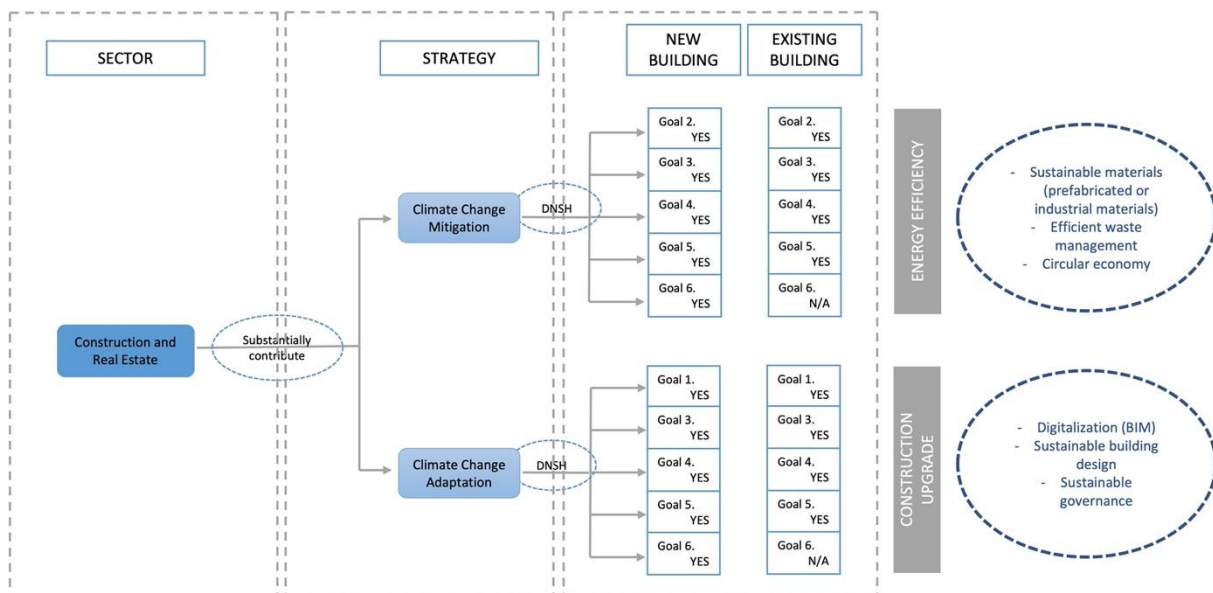 SECTOR
STRATEGY
NEW
BUILDING
EXISTING
BUILDING
Construction and
Real Estate
Substantially
contribute
Climate Change
Mitigation
DNSH
Goal 2.
YES
Goal 3.
YES
Goal 4.
YES
Goal 5.
YES
Goal 6.
YES
Goal 2.
YES
Goal 3.
YES
Goal 4.
YES
Goal 5.
YES
Goal 6.
N/A
ENERGY EFFICIENCY
- Sustainable materials
(prefabricated or
industrial materials)
- Efficient waste
management
- Circular economy
Climate Change
Adaptation
DNSH
Goal 1.
YES
Goal 3.
YES
Goal 4.
YES
Goal 5.
YES
Goal 6.
YES
Goal 1.
YES
Goal 3.
YES
Goal 4.
YES
Goal 5.
YES
Goal 6.
N/A
CONSTRUCTION
UPGRADE
- Digitalization (BIM)
- Sustainable building
design
- Sustainable
governance